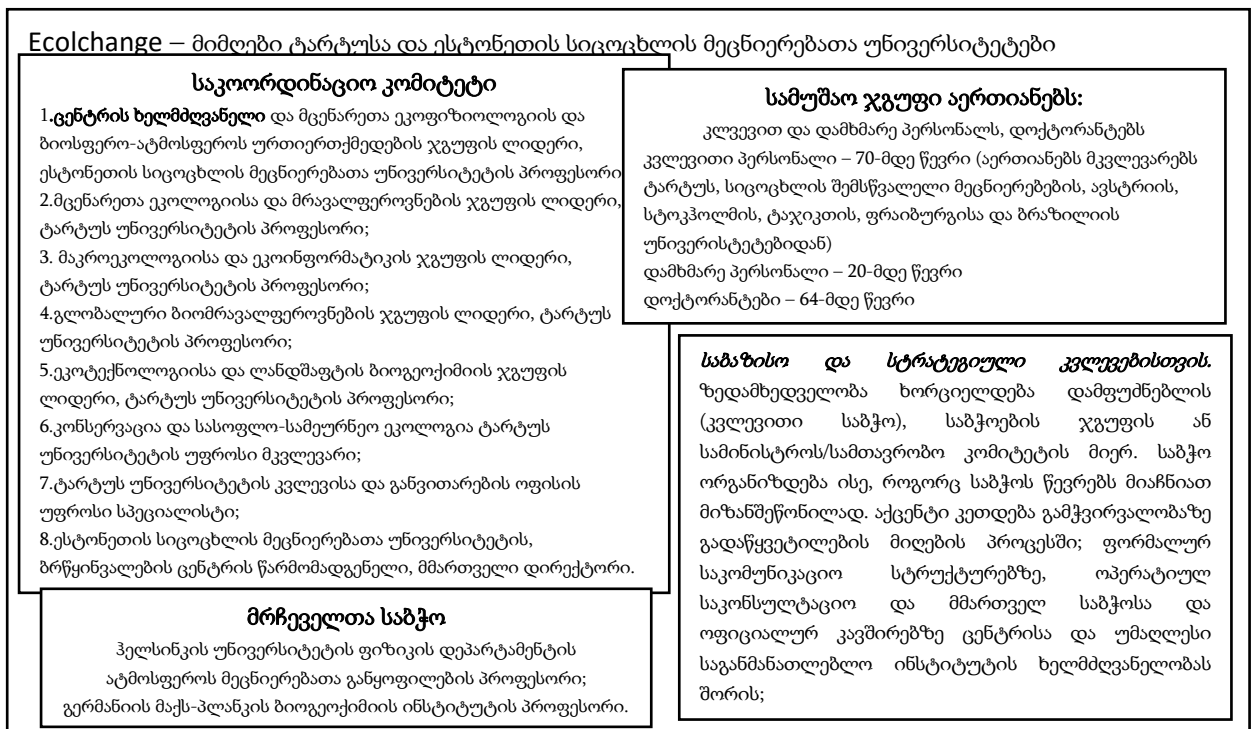 Ecolchange – მიმღები ტარტუსა და ესტონეთის სიცოცხლის მეცნიერებათა უნივერსიტეტები
საკოორდინაციო კომიტეტი
1.ცენტრის ხელმძღვანელი და მცენარეთა ეკოფიზიოლოგიის და
ბიოსფერო-ატმოსფეროს ურთიერთქმედების ჯგუფის ლიდერი,
ესტონეთის სიცოცხლის მეცნიერებათა უნივერსიტეტის პროფესორი
2.მცენარეთა ეკოლოგიისა და მრავალფეროვნების ჯგუფის ლიდერი,
ტარტუს უნივერსიტეტის პროფესორი;
3. მაკროეკოლოგიისა და ეკოინფორმატიკის ჯგუფის ლიდერი,
ტარტუს უნივერსიტეტის პროფესორი;
4.გლობალური ბიომრავალფეროვნების ჯგუფის ლიდერი, ტარტუს
უნივერსიტეტის პროფესორი;
5.ეკოტექნოლოგიისა და ლანდშაფტის ბიოგეოქიმიის ჯგუფის
ლიდერი, ტარტუს უნივერსიტეტის პროფესორი;
6.კონსერვაცია და სასოფლო-სამეურნეო ეკოლოგია ტარტუს
უნივერსიტეტის უფროსი მკვლევარი;
7.ტარტუს უნივერსიტეტის კვლევისა და განვითარების ოფისის
უფროსი სპეციალისტი;
8.ესტონეთის სიცოცხლის მეცნიერებათა უნივერსიტეტის,
ბრწყინვალების ცენტრის წარმომადგენელი, მმართველი დირექტორი.
მრჩეველთა საბჭო
ჰელსინკის უნივერსიტეტის ფიზიკის დეპარტამენტის
ატმოსფეროს მეცნიერებათა განყოფილების პროფესორი;
გერმანიის მაქს-პლანკის ბიოგეოქიმიის ინსტიტუტის პროფესორი.
სამუშაო ჯგუფი აერთიანებს:
კლვევით და დამხმარე პერსონალს, დოქტორანტებს
კვლევითი პერსონალი – 70-მდე წევრი (აერთიანებს მკვლევარებს
ტარტუს, სიცოცხლის შემსწვალელი მეცნიერებების, ავსტრიის,
სტოკჰოლმის, ტაჯიკთის, ფრაიბურგისა და ბრაზილიის
უნივერისტეტებიდან)
დამხმარე პერსონალი – 20-მდე წევრი
დოქტორანტები – 64-მდე წევრი
საბაზისო და სტრატეგიული კვლევებისთვის.
ზედამხედველობა ხორციელდება დამფუძნებლის
(კვლევითი საბჭო), საბჭოების ჯგუფის ან
სამინისტროს/სამთავრობო კომიტეტის მიერ. საბჭო
ორგანიზდება ისე, როგორც საბჭოს წევრებს მიაჩნიათ
მიზანშეწონილად. აქცენტი კეთდება გამჭვირვალობაზე
გადაწყვეტილების მიღების პროცესში; ფორმალურ
საკომუნიკაციო სტრუქტურებზე, ოპერატიულ
საკონსულტაციო და მმართველ საბჭოსა და
ოფიციალურ კავშირებზე ცენტრისა და უმაღლესი
საგანმანათლებლო ინსტიტუტის ხელმძღვანელობას
შორის;